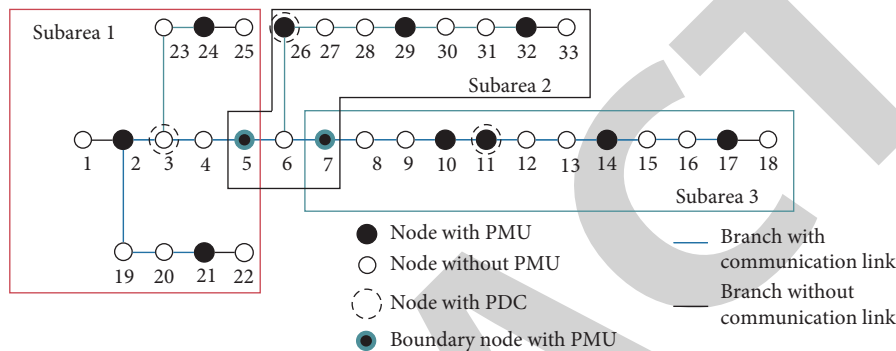 Subarea 1
23 24 25
26 27 28 29 30 31 32 33
Subarea 2
1 2 3 4 5 6 7 8 9 10 11 12 13 14 15 16 17 18
Subarea 3
19 20 21 22
Node with PMU
Node without PMU
Node with PDC
Boundary node with PMU
Branch with
communication link
Branch without
communication link